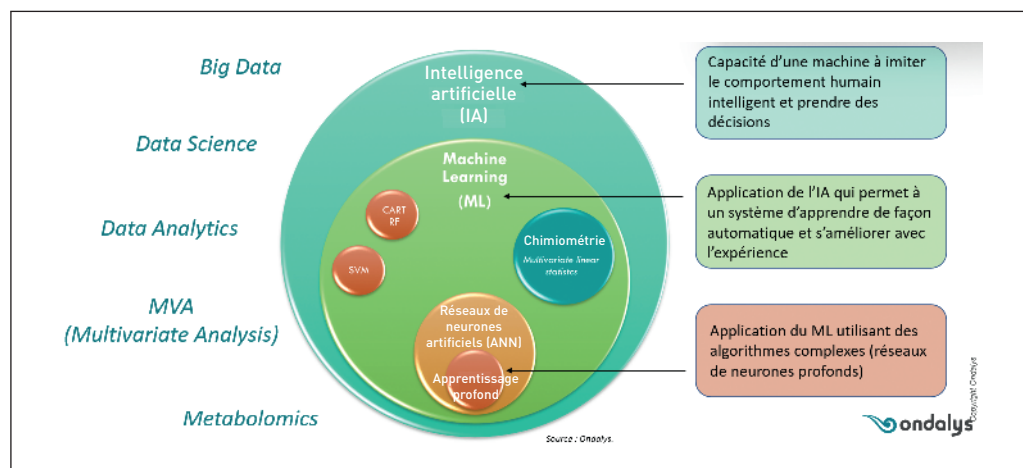 Big Data
Data Science
Data Analytics
MVA
(Multivariate Analysis)
Metabolomics
Intelligence
artificielle
(IA)
Machine
Learning
(ML)
CART
RF
SVM
Chimiométrie
Multivariate linear
statistcs
Réseaux de
neurones
artificiels (ANN)
Apprentissage
profond
Source : Ondalys.
Capacité d'une machine à imiter
le comportement humain
intelligent et prendre des
décisions
Application de l'IA qui permet à
un système d'apprendre de façon
automatique et s'améliorer avec
l'expérience
Application du ML utilisant des
algorithmes complexes (réseaux
de neurones profonds)
Copyright Ondalys
ondalys